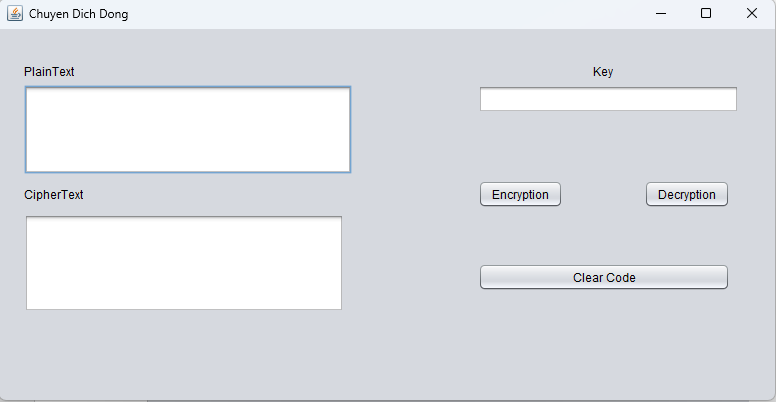 Chuyen Dich Dong
PlainText
Key
CipherText
Encryption
Decryption
Clear Code